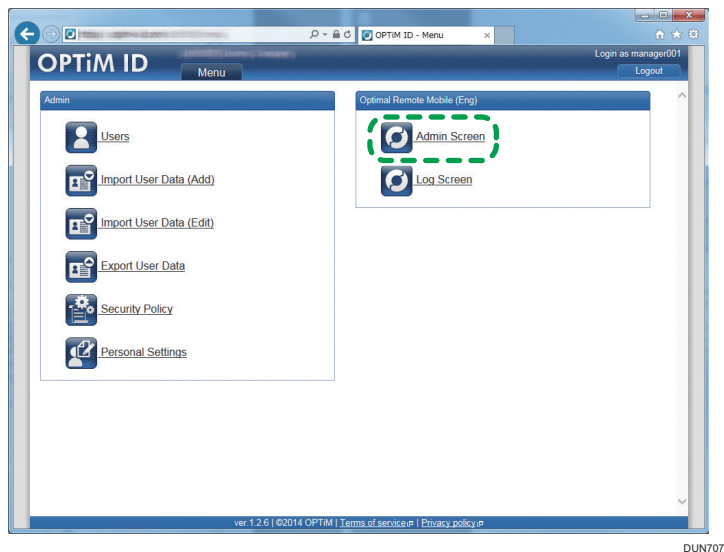 OPTiM ID - Menu
OPTiM ID
Menu
Login as manager001
Logout
Admin
Users
Import User Data (Add)
Import User Data (Edit)
Export User Data
Security Policy
Personal Settings
Optimal Remote Mobile (Eng)
Admin Screen
Log Screen
ver.1.2.6 | ©2014 OPTiM | Terms of service | Privacy policy
DUN707